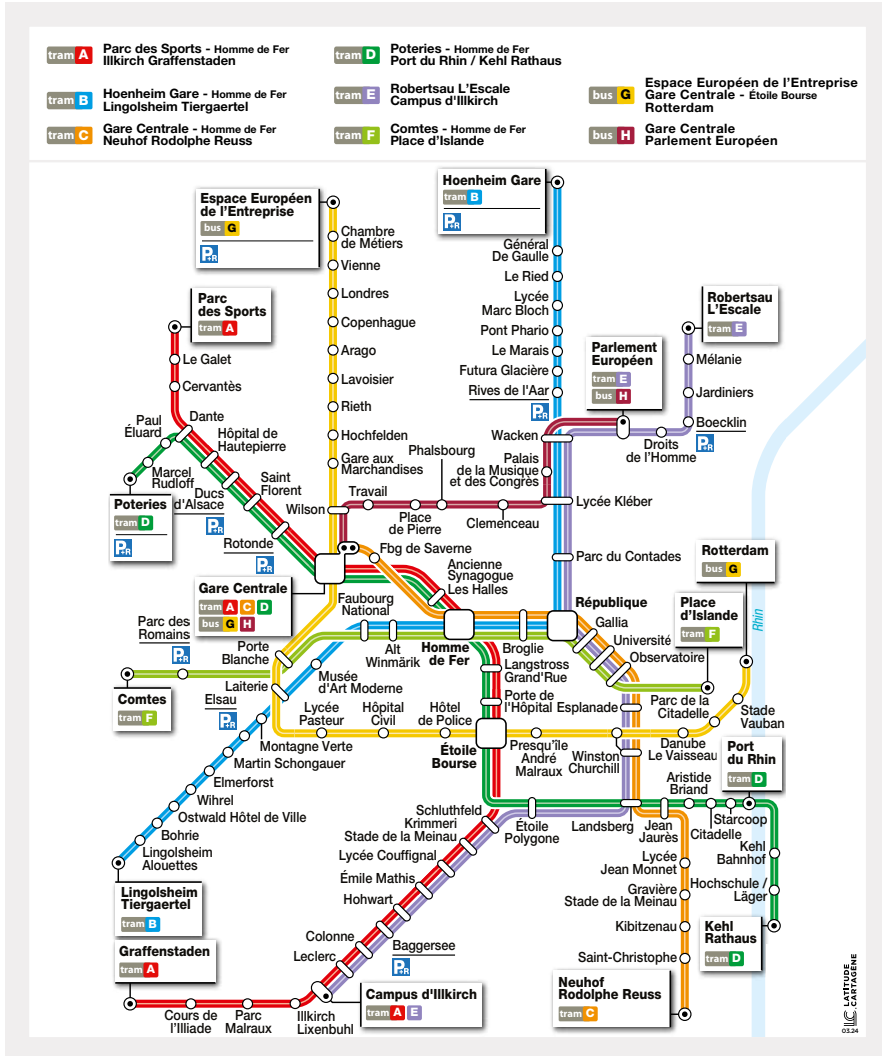 tram A Parc des Sports - Homme de Fer
Illkirch Graffenstaden
tram B Hoenheim Gare - Homme de Fer
Lingolsheim Tiergaertel
tram C Gare Centrale - Homme de Fer
Neuhof Rodolphe Reuss
tram D Poteries - Homme de Fer
Port du Rhin / Kehl Rathaus
tram E Robertsau L'Escale
Campus d'Illkirch
tram F Comtes - Homme de Fer
Place d'Islande
bus G Espace Européen de l'Entreprise
Gare Centrale - Étoile Bourse
Rotterdam
bus H Gare Centrale
Parlement Européen
Espace Européen
de l'Entreprise
bus G
P+R
Chambre
de Métiers
Vienne
Londres
Copenhague
Arago
Lavoisier
Rieth
Hochfelden
Gare aux
Marchandises
Wilson
Hoenheim Gare
tram B
P+R
Général
De Gaulle
Le Ried
Lycée
Marc Bloch
Pont Phario
Le Marais
Futura Glacière
Rives de l'Aar
P+R
Wacken
Palais
de la Musique
et des Congrès
Parlement
Européen
tram E
bus H
Robertsau
L'Escale
tram E
Mélanie
Jardiniers
Boecklin
P+R
Droits
de l'Homme
Lycée Kléber
Parc du Contades
Parc
des Sports
tram A
Le Galet
Cervantès
Dante
Paul
Éluard
Marcel
Rudloff
Poteries
tram D
P+R
Hôpital de
Hautepierre
Ducs
d'Alsace
P+R
Saint
Florent
Rotonde
P+R
Travail
Place
de Pierre
Phalsbourg
Clemenceau
Fbg de Saverne
Gare Centrale
tram A C D
bus G H
Ancienne
Synagogue
Les Halles
Faubourg
National
Alt
Winmärik
Homme
de Fer
Broglie
République
Gallia
Université
Observatoire
Rotterdam
bus G
Place
d'Islande
tram F
Rhin
Parc des
Romains
P+R
Porte
Blanche
Comtes
tram F
Laiterie
Elsau
P+R
Musée
d'Art Moderne
Langstross
Grand'Rue
Porte de
l'Hôpital
Esplanade
Parc de la
Citadelle
Stade
Vauban
Lycée
Pasteur
Hôpital
Civil
Hôtel
de Police
Étoile
Bourse
Presqu'île
André
Malraux
Winston
Churchill
Danube
Le Vaisseau
Port
du Rhin
tram D
Montagne Verte
Martin Schongauer
Elmerforst
Wihrel
Ostwald Hôtel de Ville
Bohrie
Lingolsheim
Alouettes
Lingolsheim
Tiergaertel
tram B
Schluthfeld
Krimmeri
Stade de la Meinau
Lycée Couffignal
Émile Mathis
Hohwart
Colonne
Leclerc
Baggersee
P+R
Étoile
Polygone
Landsberg
Jean
Jaurès
Aristide
Briand
Citadelle
Starcoop
Kehl
Bahnhof
Hochschule /
Läger
Kehl
Rathaus
tram D
Lycée
Jean Monnet
Gravière
Stade de la Meinau
Kibitzenau
Saint-Christophe
Neuhof
Rodolphe Reuss
tram C
Graffenstaden
tram A
Cours de
l'Illiade
Parc
Malraux
Illkirch
Lixenbuhl
Campus d'Illkirch
tram A E
LATITUDE
CARTAGÈNE
03.24